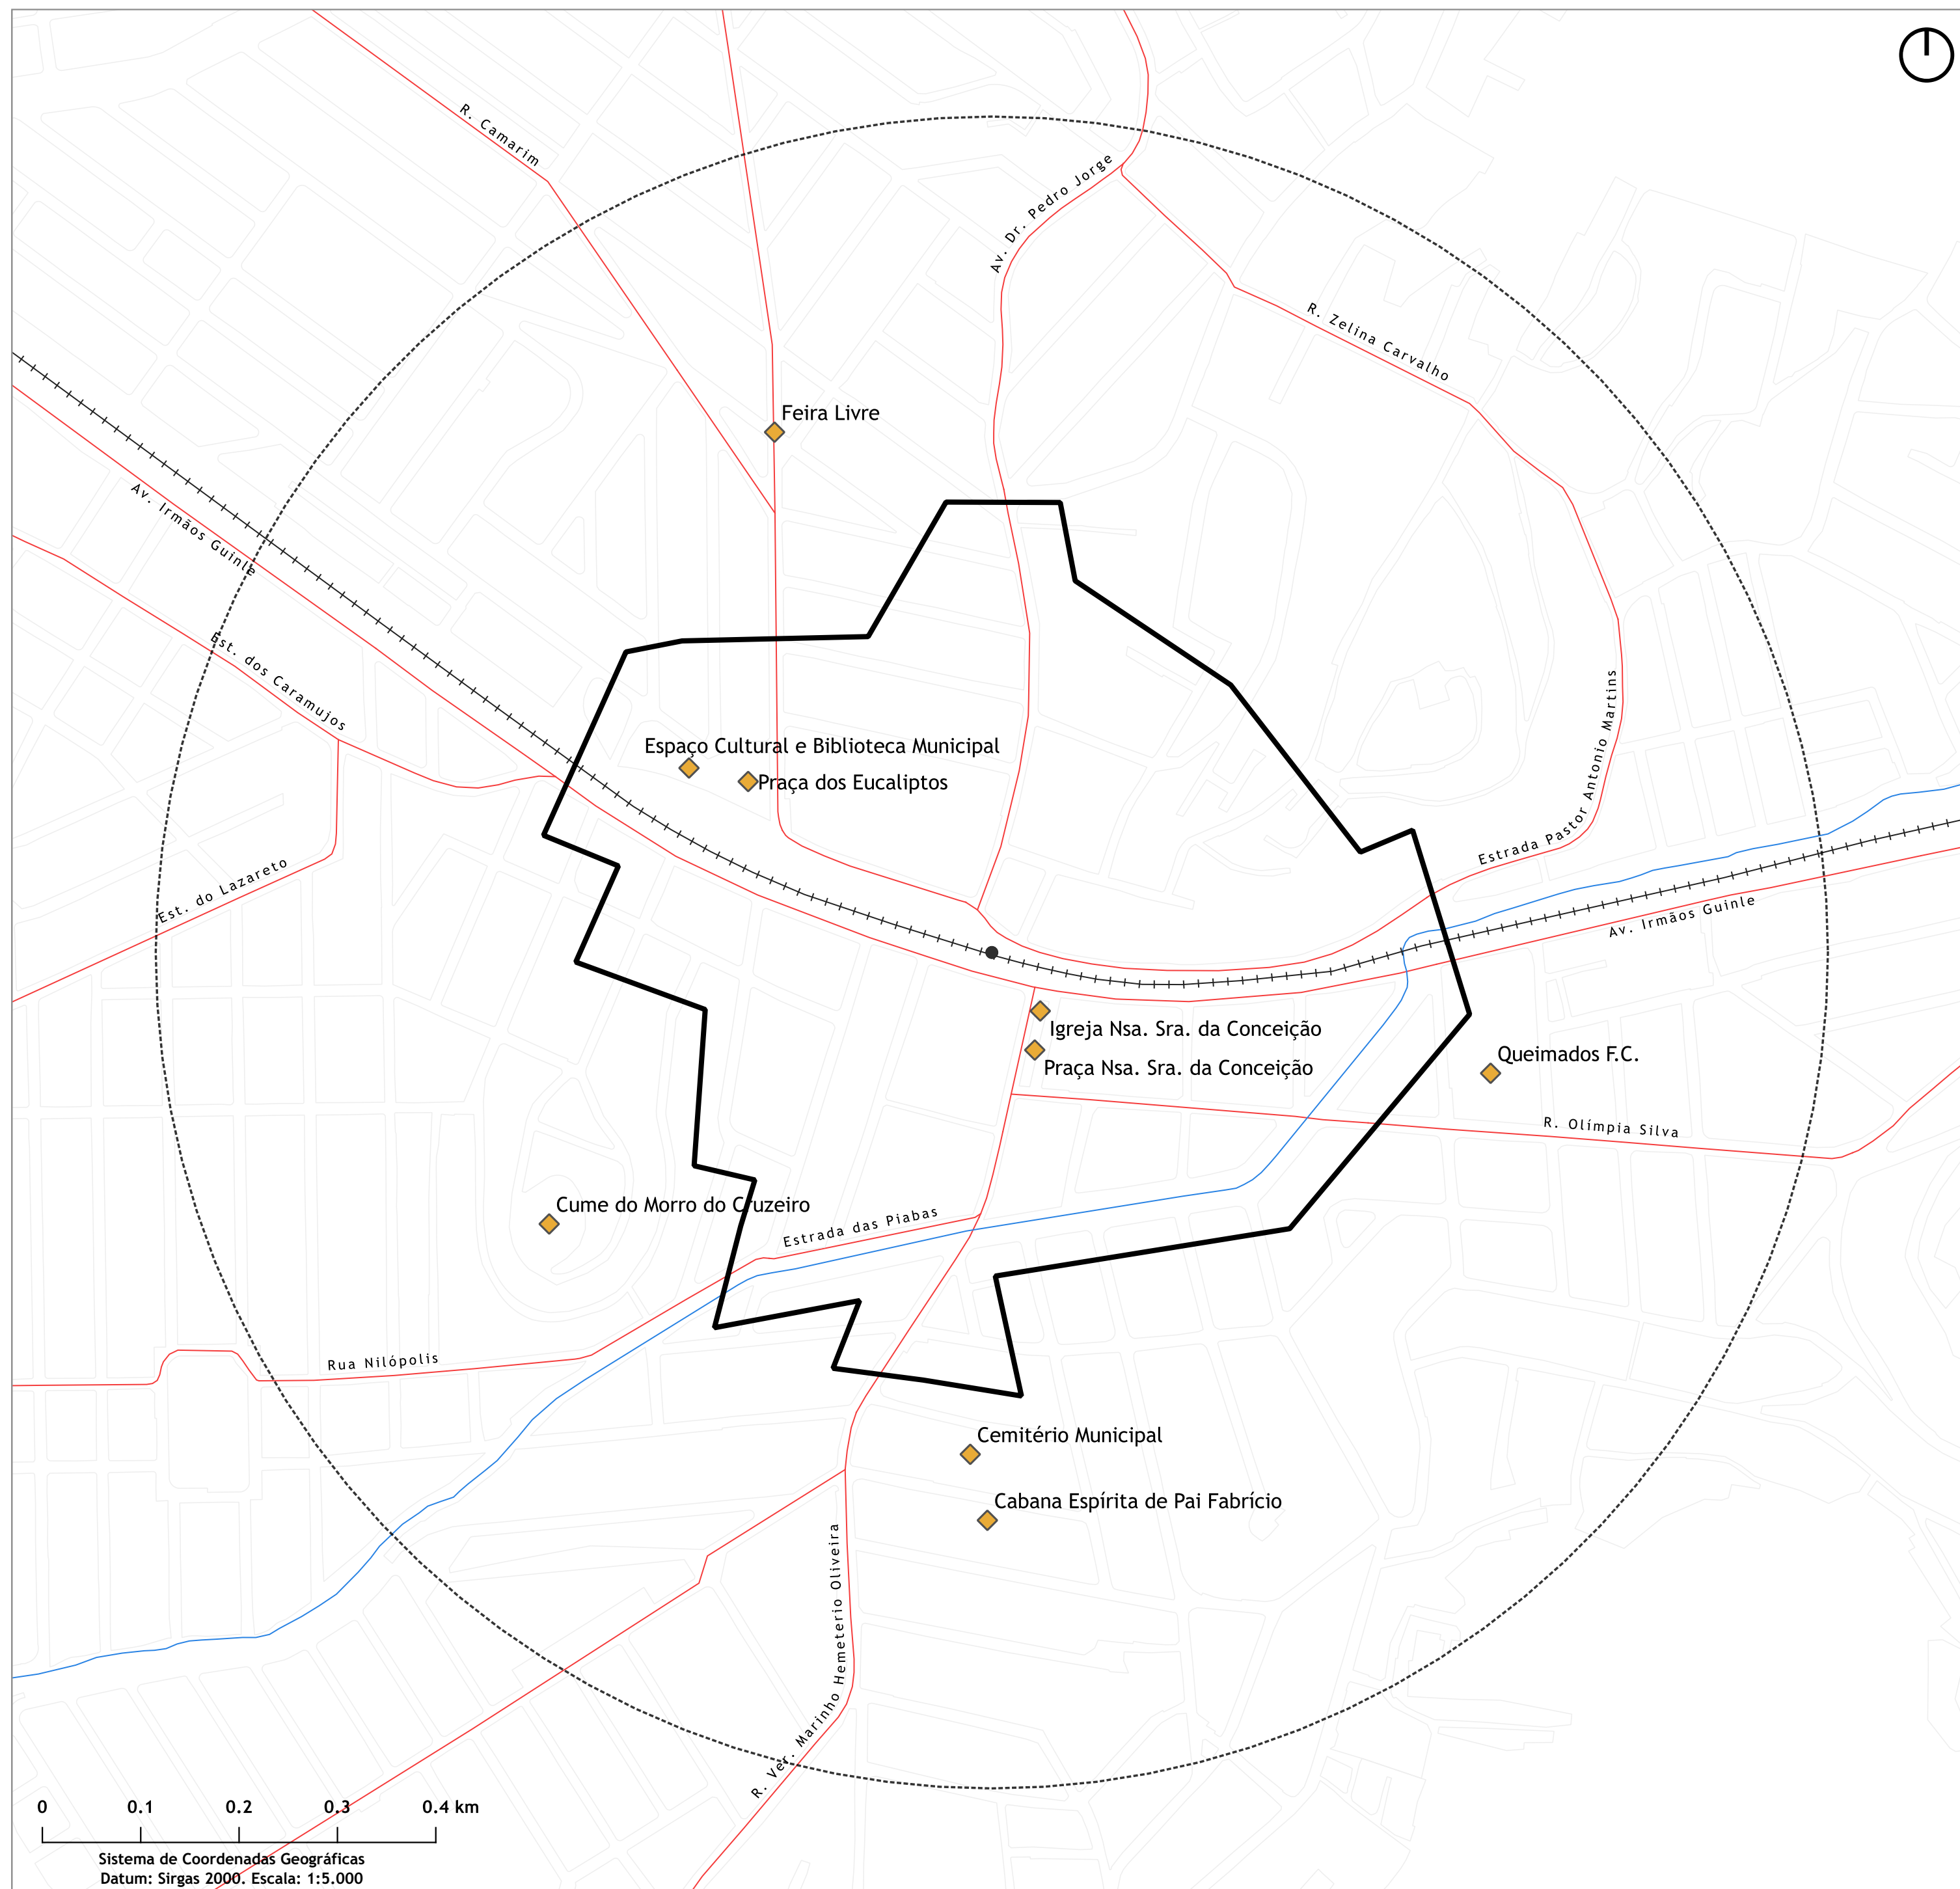 R. Camarim
Av. Dr. Pedro Jorge
R. Zelina Carvalho
Feira Livre
Av. Irmãos Guinle
Est. dos Caramujos
Estrada Pastor Antonio Martins
Espaço Cultural e Biblioteca Municipal
Praça dos Eucaliptos
Est. do Lazareto
Av. Irmãos Guinle
Igreja Nsa. Sra. da Conceição
Praça Nsa. Sra. da Conceição
Queimados F.C.
R. Olímpia Silva
Cume do Morro do Cruzeiro
Estrada das Piabas
Rua Nilópolis
Cemitério Municipal
Cabana Espírita de Pai Fabrício
R. Ver. Marinho Hemeterio Oliveira
0 0.1 0.2 0.3 0.4 km
Sistema de Coordenadas Geográficas
Datum: Sirgas 2000. Escala: 1:5.000